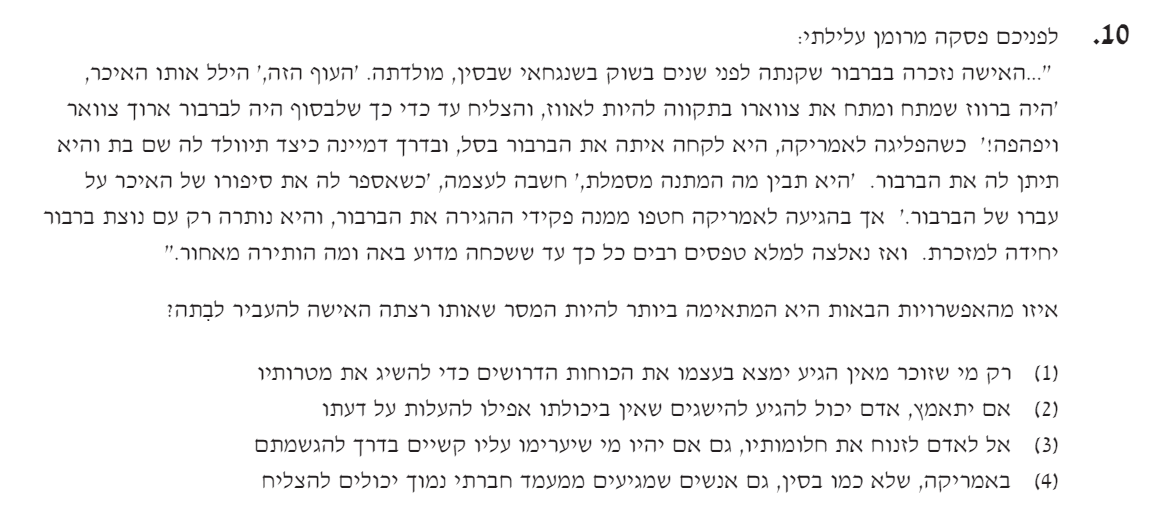 10. לפניכם פסקה מרומן עלילתי:
"...האישה נזכרה בברבור שקנתה לפני שנים בשוק בשנגחאי שבסין, מולדתה. 'העוף הזה,' הילל אותו האיכר,
'היה ברווז שמתח ומתח את צווארו בתקווה להיות לאווז, והצליח עד כדי כך שלבסוף היה לברבור ארוך צוואר
ויפהפה!' כשהפליגה לאמריקה, היא לקחה איתה את הברבור בסל, ובדרך דמיינה כיצד תיוולד לה שם בת והיא
תיתן לה את הברבור. 'היא תבין מה המתנה מסמלת,' חשבה לעצמה, 'כשאספר לה את סיפורו של האיכר על
עברו של הברבור.' אך בהגיעה לאמריקה חטפו ממנה פקידי ההגירה את הברבור, והיא נותרה רק עם נוצת ברבור
יחידה למזכרת. ואז נאלצה למלא טפסים רבים כל כך עד ששכחה מדוע באה ומה הותירה מאחור."
איזו מהאפשרויות הבאות היא המתאימה ביותר להיות המסר שאותו רצתה האישה להעביר לבִתה?
(1) רק מי שזוכר מאין הגיע ימצא בעצמו את הכוחות הדרושים כדי להשיג את מטרותיו
(2) אם יתאמץ, אדם יכול להגיע להישגים שאין ביכולתו אפילו להעלות על דעתו
(3) אל לאדם לזנוח את חלומותיו, גם אם יהיו מי שיערימו עליו קשיים בדרך להגשמתם
(4) באמריקה, שלא כמו בסין, גם אנשים שמגיעים ממעמד חברתי נמוך יכולים להצליח